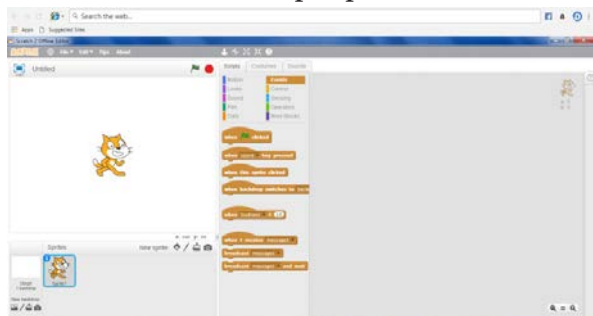 Search the web...
Apps Suggested Sites
Scratch 2 Offline Editor
SCRATCH File Edit Tips About
Untitled
Scripts Costumes Sounds
Motion Events
Looks Control
Sound Sensing
Pen Operators
Data More Blocks
when clicked
when space key pressed
when this sprite clicked
when backdrop switches to
when loudness > 10
when I receive message1
broadcast message1
broadcast message1 and wait
Sprites New sprite:
Stage
1 backdrop
Sprite1
New backdrop: